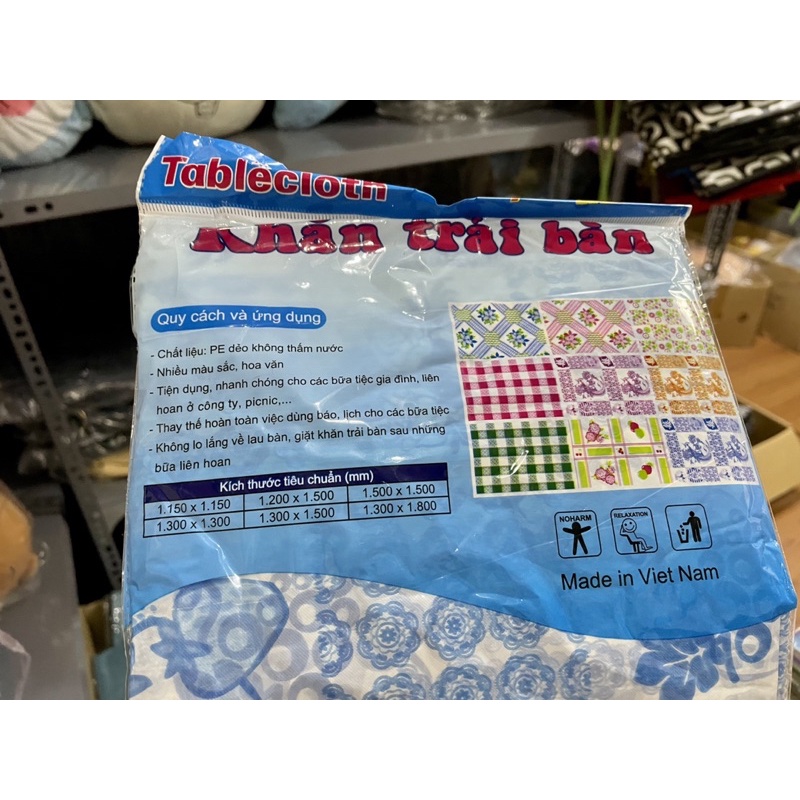 Tablecloth
Khăn trải bàn
Quy cách và ứng dụng
- Chất liệu: PE dẻo không thấm nước
- Nhiều màu sắc, hoa văn
- Tiện dụng, nhanh chóng cho các bữa tiệc gia đình, liên
hoan ở công ty, picnic,...
- Thay thế hoàn toàn việc dùng báo, lịch cho các bữa tiệc
- Không lo lắng về lau bàn, giặt khăn trải bàn sau những
bữa liên hoan
Kích thước tiêu chuẩn (mm)
1.150 x 1.150 1.200 x 1.500 1.500 x 1.500
1.300 x 1.300 1.300 x 1.500 1.300 x 1.800
NOHARM RELAXATION
Made in Viet Nam